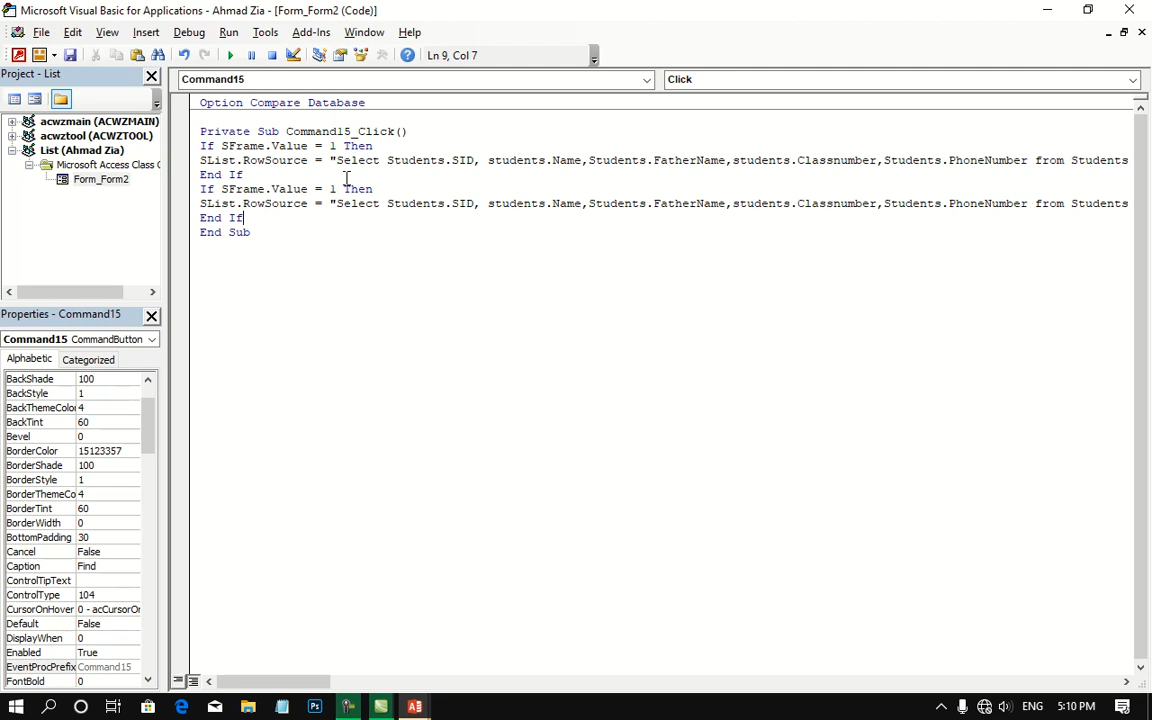 Microsoft Visual Basic for Applications - Ahmad Zia - [Form_Form2 (Code)]
File Edit View Insert Debug Run Tools Add-Ins Window Help
Ln 9, Col 7
Project - List
acwzmain (ACWZMAIN)
acwztool (ACWZTOOL)
List (Ahmad Zia)
Microsoft Access Class O
Form_Form2
Command15 Click
Option Compare Database
Private Sub Command15_Click()
If SFrame.Value = 1 Then
SList.RowSource = "Select Students.SID, students.Name,Students.FatherName,students.Classnumber,Students.PhoneNumber from Students
End If
If SFrame.Value = 1 Then
SList.RowSource = "Select Students.SID, students.Name,Students.FatherName,students.Classnumber,Students.PhoneNumber from Students
End If
End Sub
Properties - Command15
Command15 CommandButton
Alphabetic Categorized
BackShade 100
BackStyle 1
BackThemeColor 4
BackTint 60
Bevel 0
BorderColor 15123357
BorderShade 100
BorderStyle 1
BorderThemeCo 4
BorderTint 60
BorderWidth 0
BottomPadding 30
Cancel False
Caption Find
ControlTipText
ControlType 104
CursorOnHover 0 - acCursorOn
Default False
DisplayWhen 0
Enabled True
EventProcPrefix Command15
FontBold 0
ENG 5:10 PM